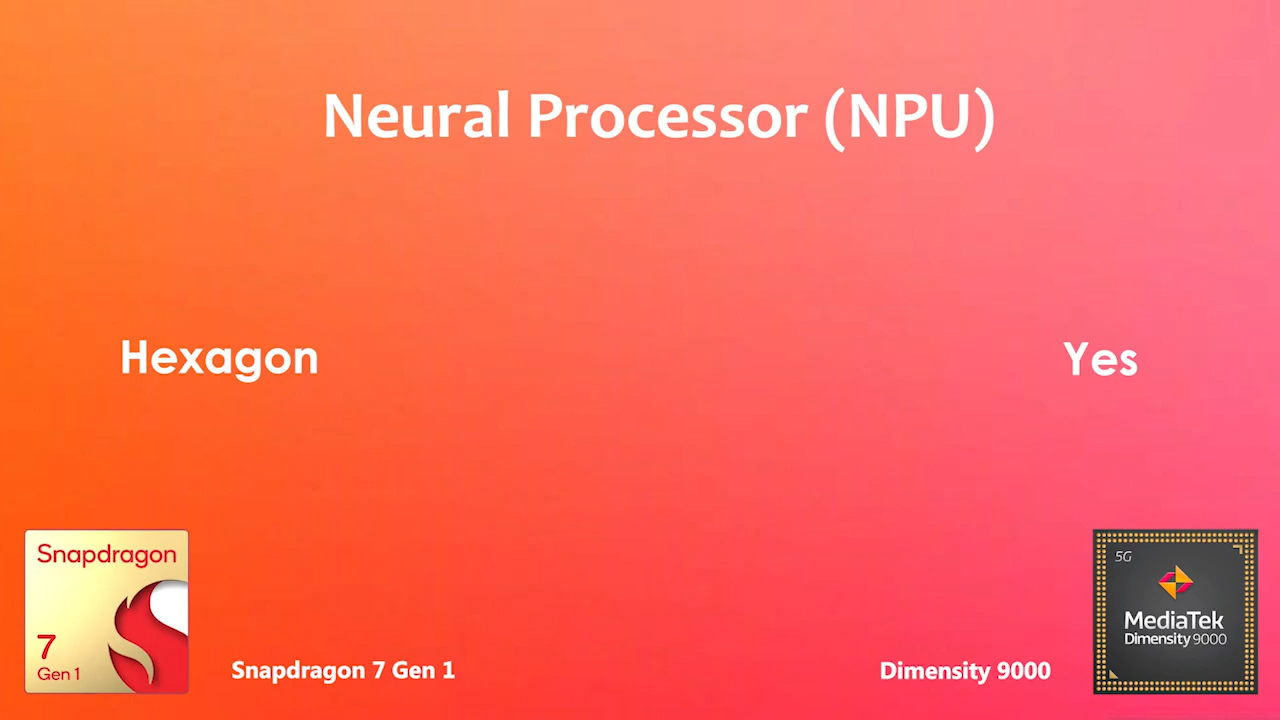 Neural Processor (NPU)
Hexagon
Yes
Snapdragon
7
Gen 1
Snapdragon 7 Gen 1
Dimensity 9000
5G
MediaTek
Dimensity 9000